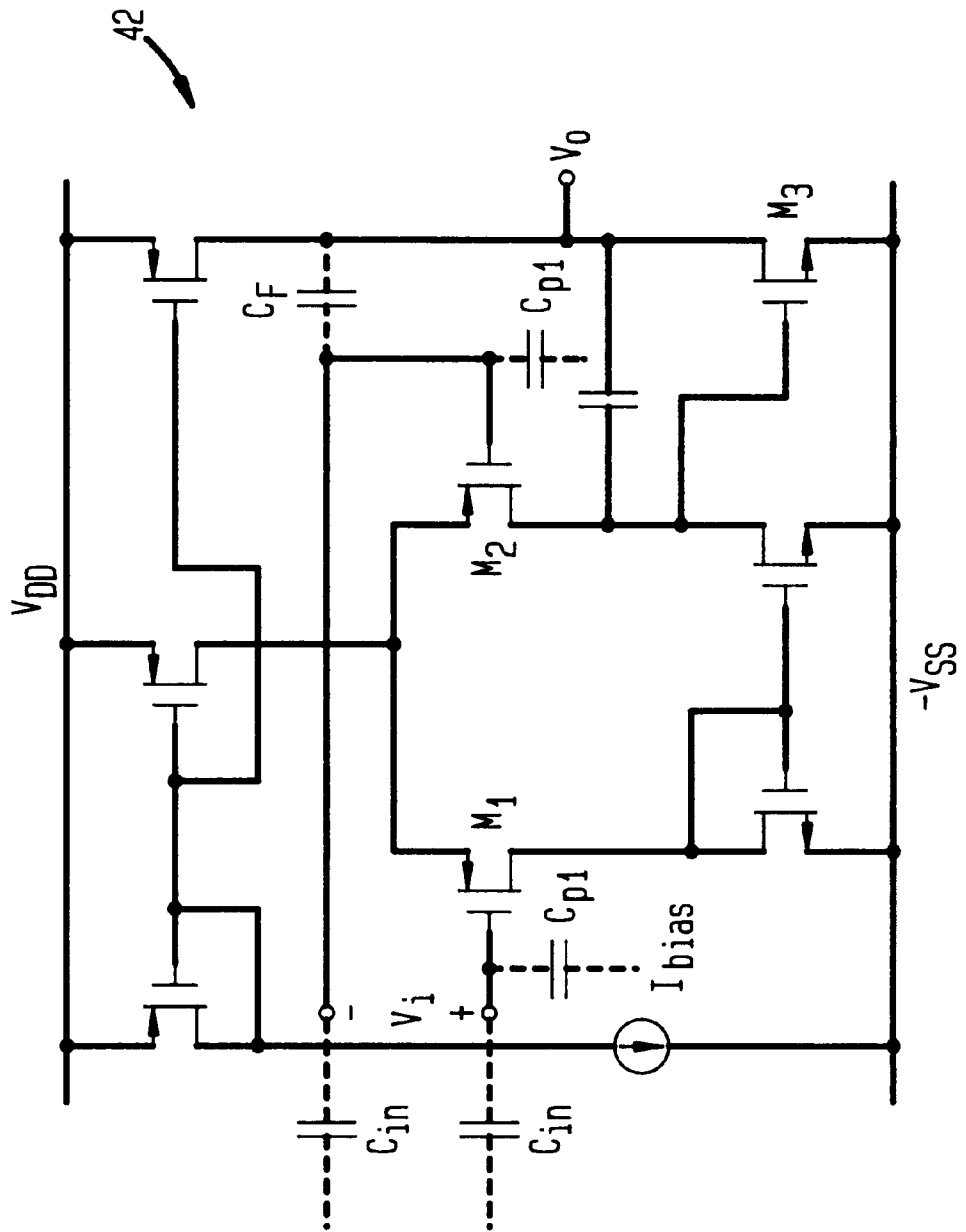 42
V_DD
V_O
C_F
C_p1
M_3
M_2
M_1
C_p1
I_bias
V_i
-
+
C_in
C_in
-V_SS